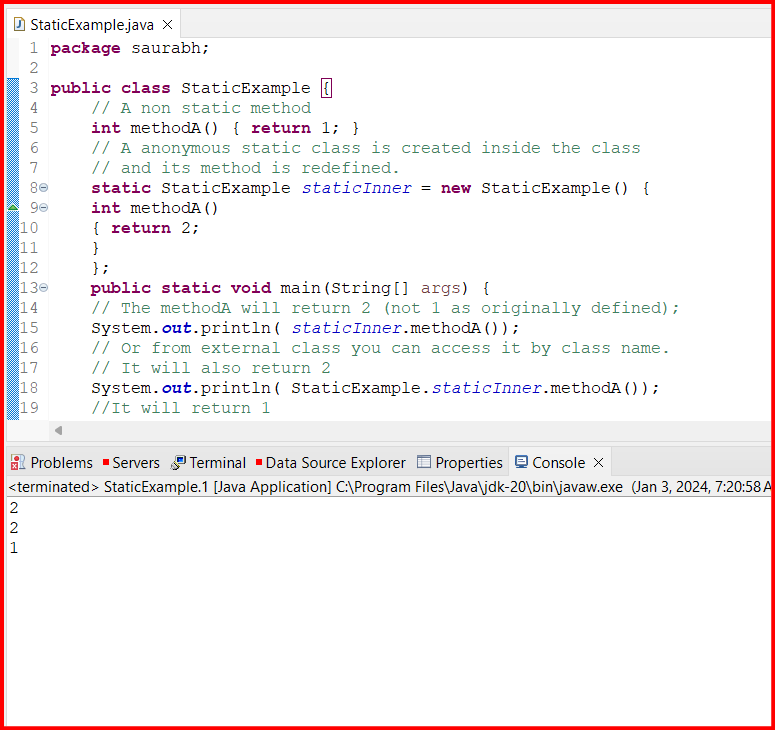 StaticExample.java
1 package saurabh;
2
3 public class StaticExample {
4 // A non static method
5 int methodA() { return 1; }
6 // A anonymous static class is created inside the class
7 // and its method is redefined.
8 static StaticExample staticInner = new StaticExample() {
9 int methodA()
10 { return 2;
11 }
12 };
13 public static void main(String[] args) {
14 // The methodA will return 2 (not 1 as originally defined);
15 System.out.println( staticInner.methodA());
16 // Or from external class you can access it by class name.
17 // It will also return 2
18 System.out.println( StaticExample.staticInner.methodA());
19 //It will return 1
Problems Servers Terminal Data Source Explorer Properties Console
<terminated> StaticExample.1 [Java Application] C:\Program Files\Java\jdk-20\bin\javaw.exe (Jan 3, 2024, 7:20:58 A
2
2
1